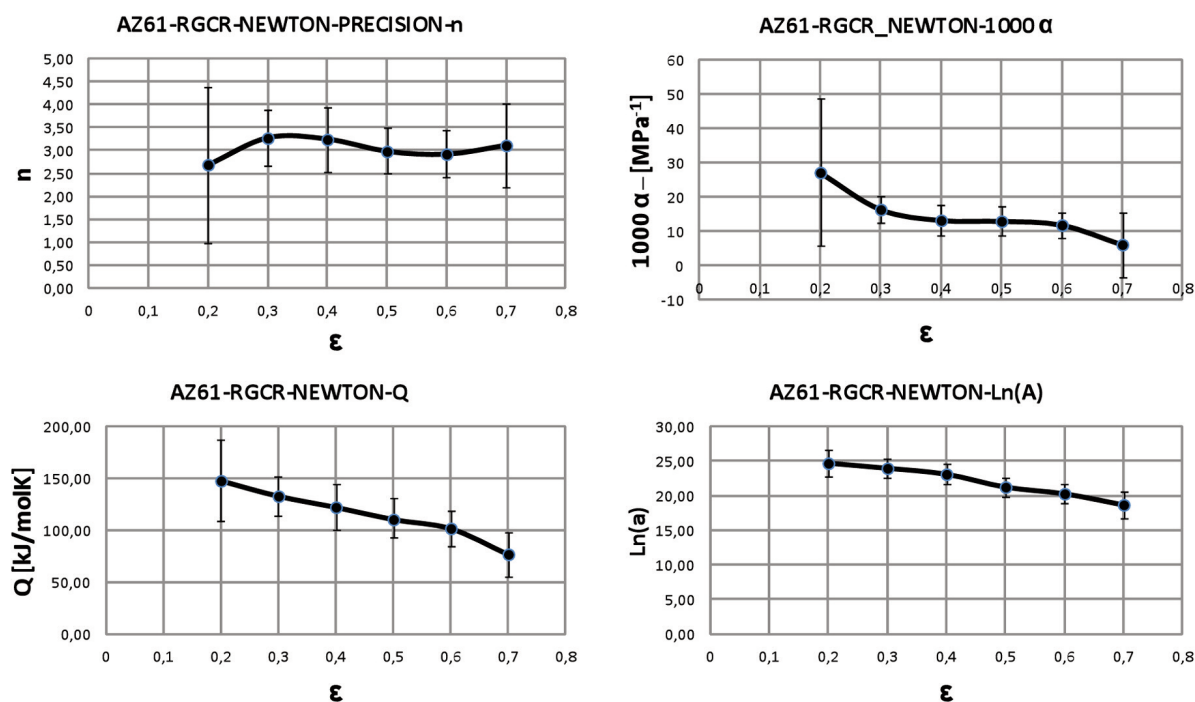 AZ61-RGCR-NEWTON-PRECISION-n
5,00
4,50
4,00
3,50
3,00
2,50
2,00
1,50
1,00
0,50
0,00
n
0 0,1 0,2 0,3 0,4 0,5 0,6 0,7 0,8
ε
AZ61-RGCR_NEWTON-1000 α
60
50
40
30
20
10
0
-10
1000 α – [MPa⁻¹]
0 0,1 0,2 0,3 0,4 0,5 0,6 0,7 0,8
ε
AZ61-RGCR-NEWTON-Q
200,00
150,00
100,00
50,00
0,00
Q [kJ/molK]
0 0,1 0,2 0,3 0,4 0,5 0,6 0,7 0,8
ε
AZ61-RGCR-NEWTON-Ln(A)
30,00
25,00
20,00
15,00
10,00
5,00
0,00
Ln(a)
0 0,1 0,2 0,3 0,4 0,5 0,6 0,7 0,8
ε